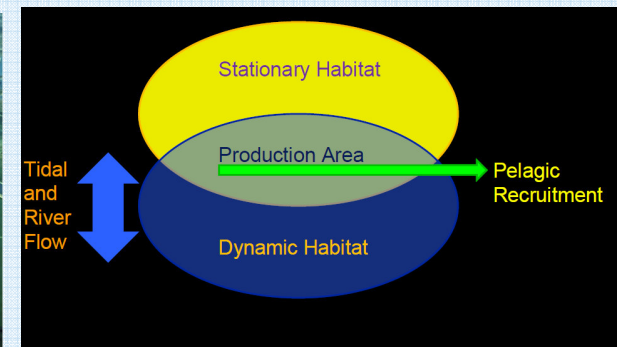 Stationary Habitat
Production Area
Tidal
and
River
Flow
Pelagic
Recruitment
Dynamic Habitat